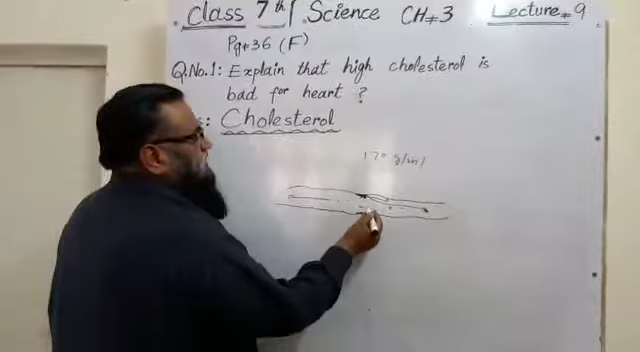 Class 7th Science CH#3 Lecture#9
Pg#36 (F)
Q.No.1: Explain that high cholesterol is
bad for heart ?
Cholesterol